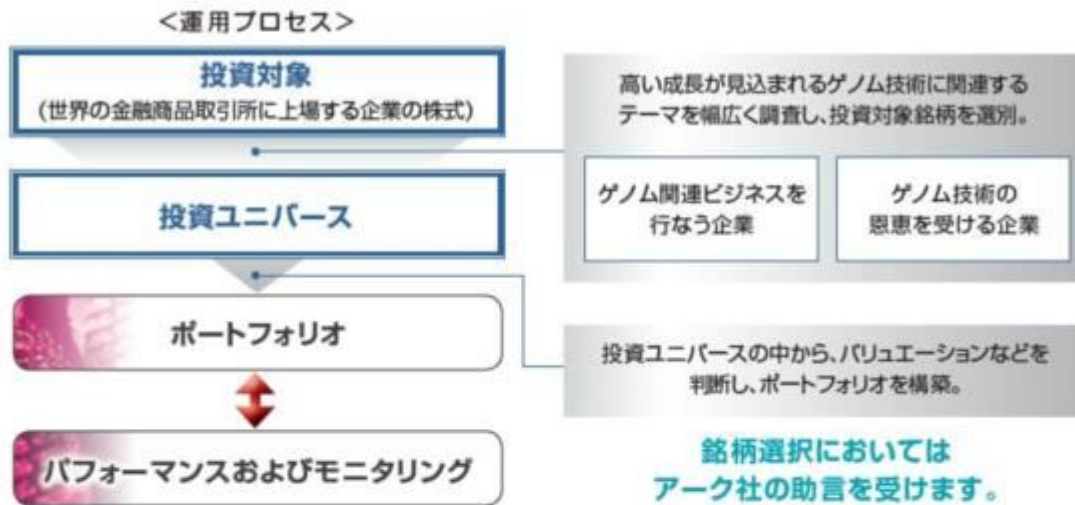 ＜運用プロセス＞
投資対象
(世界の金融商品取引所に上場する企業の株式)
高い成長が見込まれるゲノム技術に関連する
テーマを幅広く調査し、投資対象銘柄を選別。
ゲノム関連ビジネスを
行なう企業
ゲノム技術の
恩恵を受ける企業
投資ユニバース
ポートフォリオ
投資ユニバースの中から、バリュエーションなどを
判断し、ポートフォリオを構築。
パフォーマンスおよびモニタリング
銘柄選択においては
アーク社の助言を受けます。